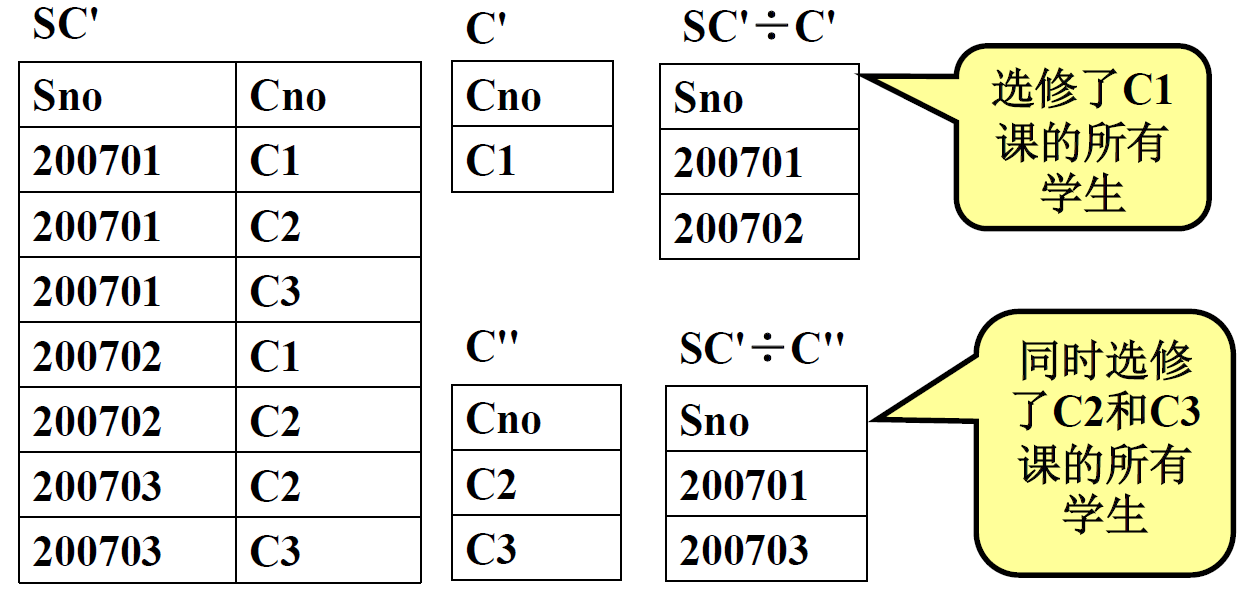 SC'
Sno Cno
200701 C1
200701 C2
200701 C3
200702 C1
200702 C2
200703 C2
200703 C3
C'
Cno
C1
SC'÷C'
Sno
200701
200702
选修了C1
课的所有
学生
C''
Cno
C2
C3
SC'÷C''
Sno
200701
200703
同时选修
了C2和C3
课的所有
学生